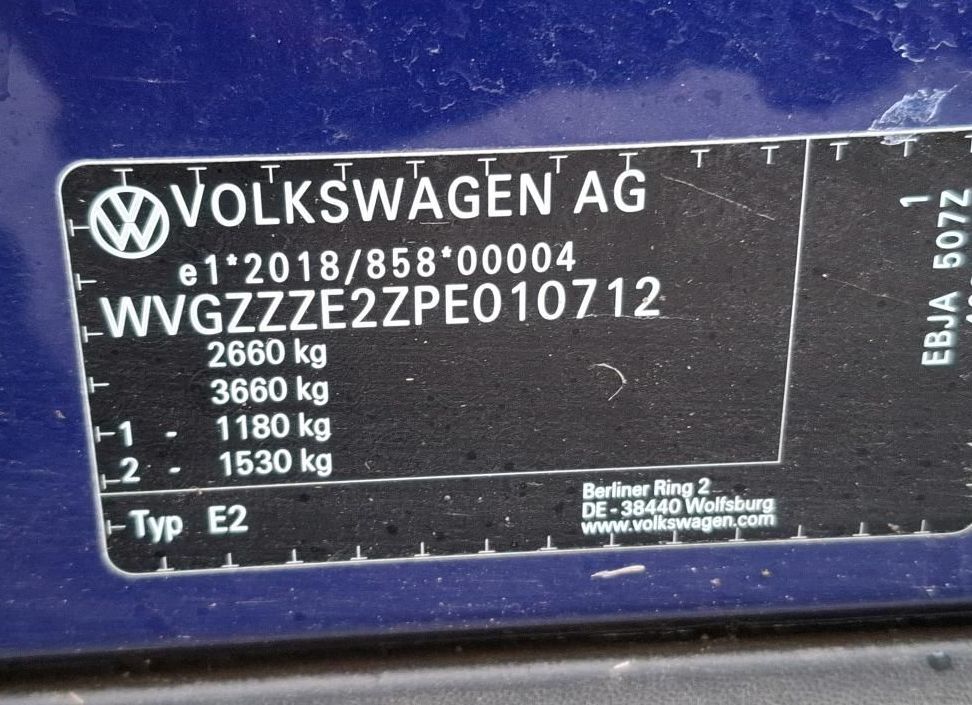 VOLKSWAGEN AG
e1*2018/858*00004
WVGZZZE2ZPE010712
2660 kg
3660 kg
1 - 1180 kg
2 - 1530 kg
Typ E2
Berliner Ring 2
DE-38440 Wolfsburg
www.volkswagen.com
1
EBJA 507Z